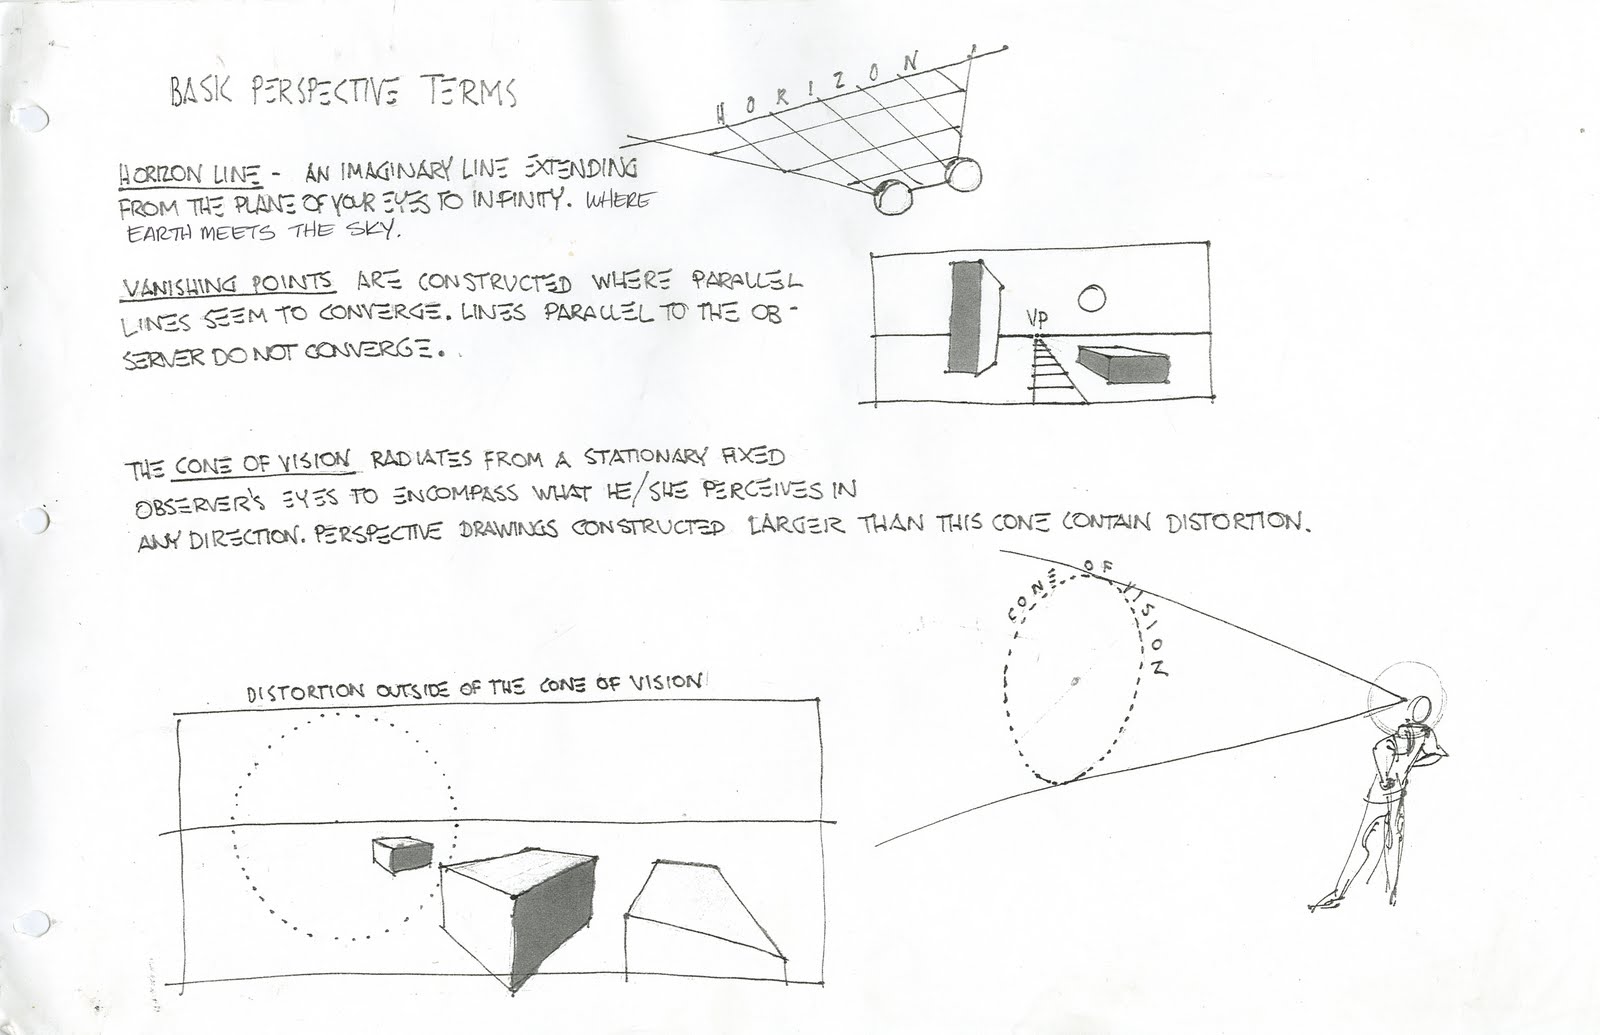 BASIC PERSPECTIVE TERMS
HORIZON
HORIZON LINE - AN IMAGINARY LINE EXTENDING
FROM THE PLANE OF YOUR EYES TO INFINITY. WHERE
EARTH MEETS THE SKY.
VANISHING POINTS ARE CONSTRUCTED WHERE PARALLEL
LINES SEEM TO CONVERGE. LINES PARALLEL TO THE OB-
SERVER DO NOT CONVERGE.
VP
THE CONE OF VISION RADIATES FROM A STATIONARY FIXED
OBSERVER'S EYES TO ENCOMPASS WHAT HE/SHE PERCEIVES IN
ANY DIRECTION. PERSPECTIVE DRAWINGS CONSTRUCTED LARGER THAN THIS CONE CONTAIN DISTORTION.
CONE OF VISION
DISTORTION OUTSIDE OF THE CONE OF VISION